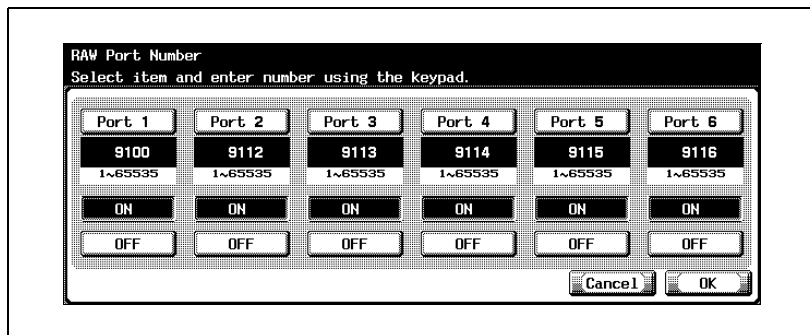 RAW Port Number
Select item and enter number using the keypad.
Port 1 Port 2 Port 3 Port 4 Port 5 Port 6
9100 9112 9113 9114 9115 9116
1~65535 1~65535 1~65535 1~65535 1~65535 1~65535
ON ON ON ON ON ON
OFF OFF OFF OFF OFF OFF
Cancel OK